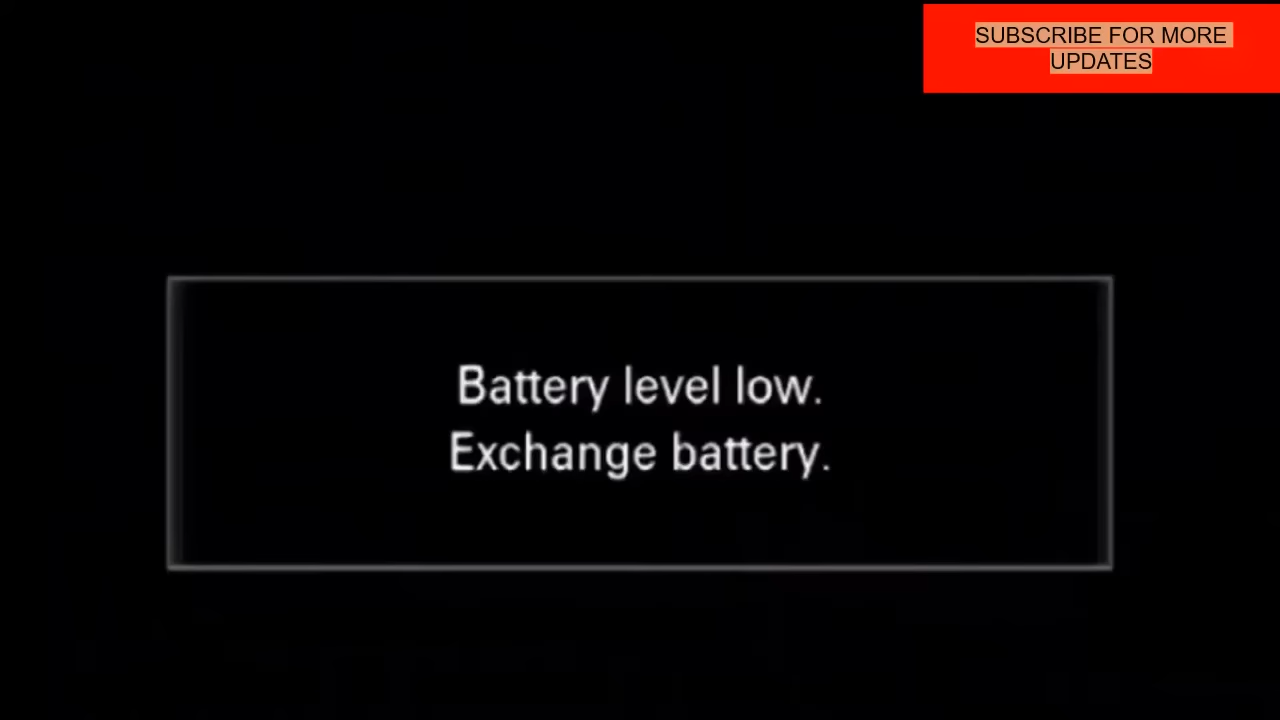 SUBSCRIBE FOR MORE
UPDATES
Battery level low.
Exchange battery.